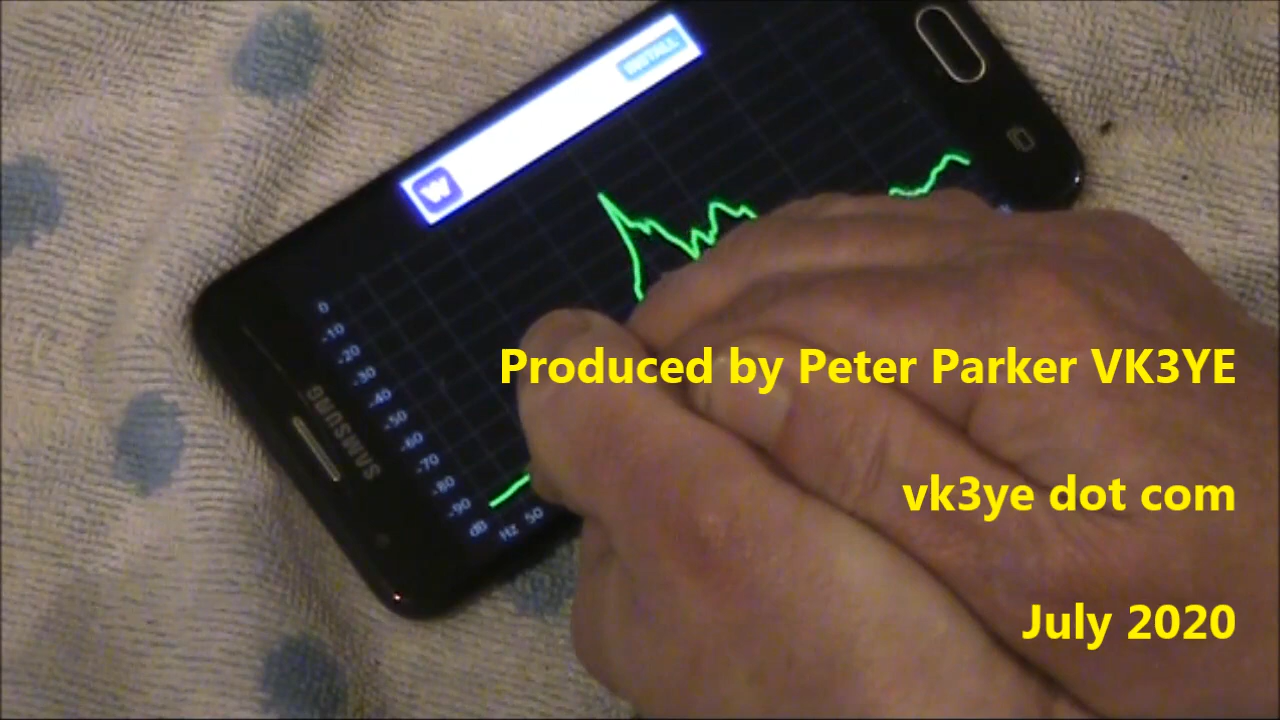 INSTALL
W
0
-10
-20
-30
-40
-50
-60
-70
-80
-90
dB
Hz 50
SAMSUNG
Produced by Peter Parker VK3YE
vk3ye dot com
July 2020